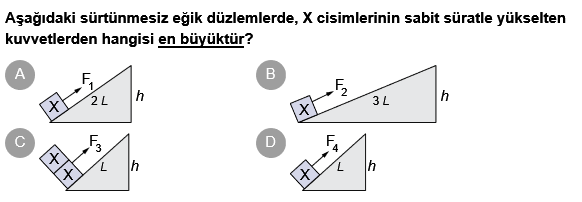 Aşağıdaki sürtünmesiz eğik düzlemlerde, X cisimlerinin sabit süratle yükselten
kuvvetlerden hangisi en büyüktür?
A
F1
X
2 L
h
B
F2
X
3 L
h
C
F3
X
X
L
h
D
F4
X
L
h